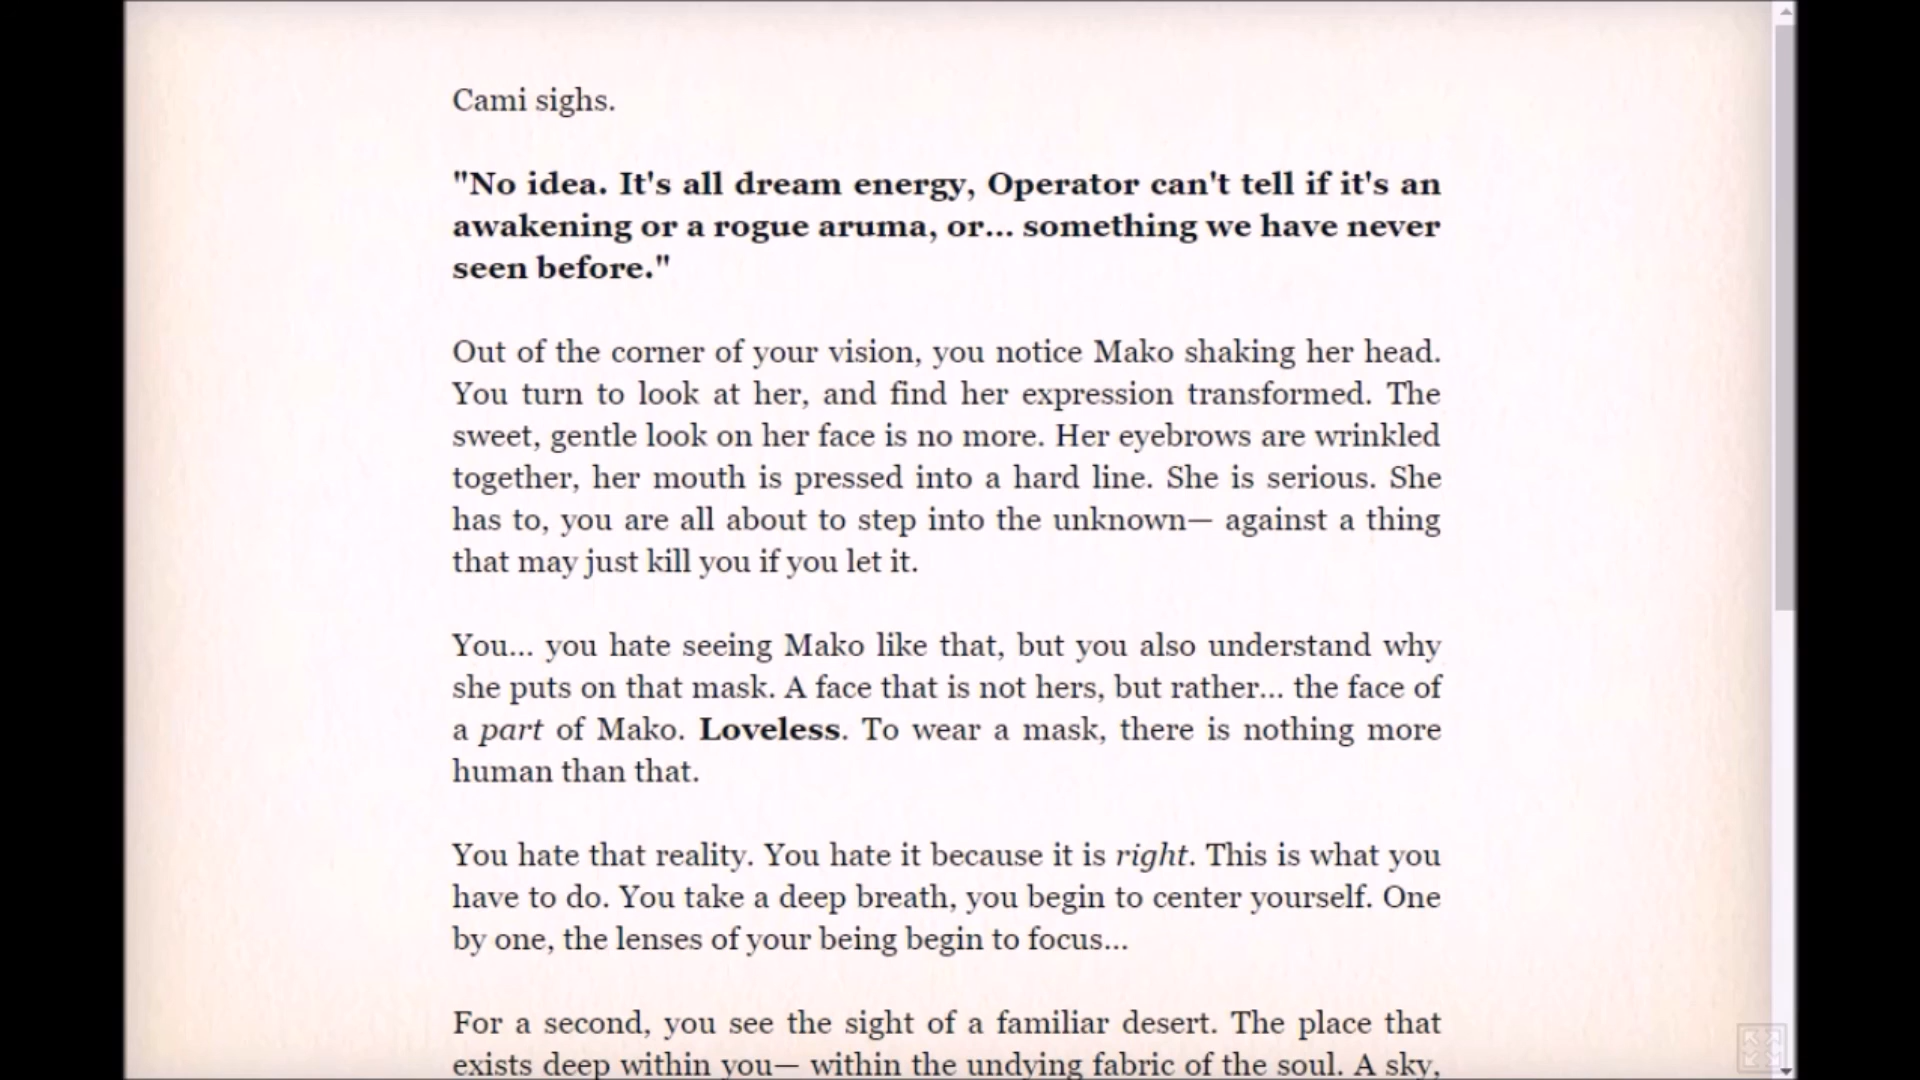 Cami sighs.
"No idea. It's all dream energy, Operator can't tell if it's an
awakening or a rogue aruma, or... something we have never
seen before."
Out of the corner of your vision, you notice Mako shaking her head.
You turn to look at her, and find her expression transformed. The
sweet, gentle look on her face is no more. Her eyebrows are wrinkled
together, her mouth is pressed into a hard line. She is serious. She
has to, you are all about to step into the unknown— against a thing
that may just kill you if you let it.
You... you hate seeing Mako like that, but you also understand why
she puts on that mask. A face that is not hers, but rather... the face of
a part of Mako. Loveless. To wear a mask, there is nothing more
human than that.
You hate that reality. You hate it because it is right. This is what you
have to do. You take a deep breath, you begin to center yourself. One
by one, the lenses of your being begin to focus...
For a second, you see the sight of a familiar desert. The place that
exists deep within you— within the undying fabric of the soul. A sky,